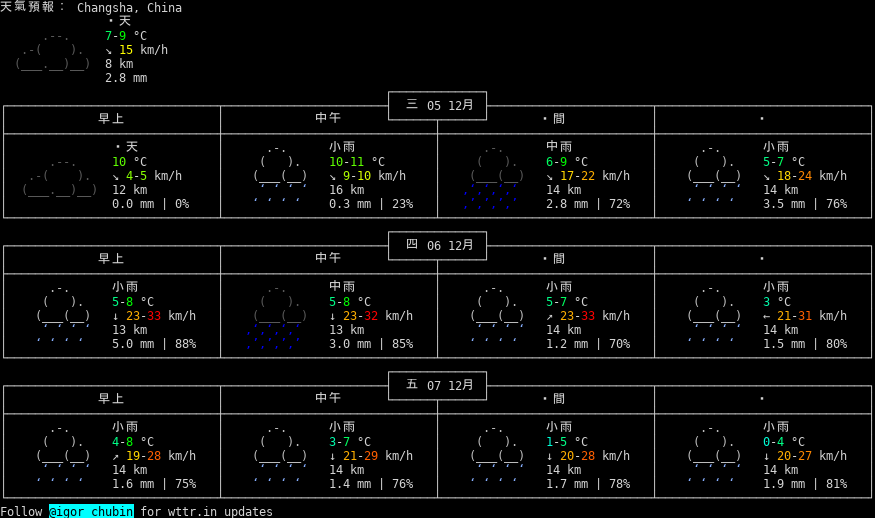 天氣預報： Changsha, China
・天
7-9 °C
↘ 15 km/h
8 km
2.8 mm
三 05 12月
早上 中午 ・間 ・
・天 小雨 中雨 小雨
10 °C 10-11 °C 6-9 °C 5-7 °C
↘ 4-5 km/h ↘ 9-10 km/h ↘ 17-22 km/h ↘ 18-24 km/h
12 km 16 km 14 km 14 km
0.0 mm | 0% 0.3 mm | 23% 2.8 mm | 72% 3.5 mm | 76%
四 06 12月
早上 中午 ・間 ・
小雨 中雨 小雨 小雨
5-8 °C 5-8 °C 5-7 °C 3 °C
↓ 23-33 km/h ↓ 23-32 km/h ↗ 23-33 km/h ← 21-31 km/h
13 km 13 km 14 km 14 km
5.0 mm | 88% 3.0 mm | 85% 1.2 mm | 70% 1.5 mm | 80%
五 07 12月
早上 中午 ・間 ・
小雨 小雨 小雨 小雨
4-8 °C 3-7 °C 1-5 °C 0-4 °C
↗ 19-28 km/h ↓ 21-29 km/h ↓ 20-28 km/h ↓ 20-27 km/h
14 km 14 km 14 km 14 km
1.6 mm | 75% 1.4 mm | 76% 1.7 mm | 78% 1.9 mm | 81%
Follow @igor_chubin for wttr.in updates